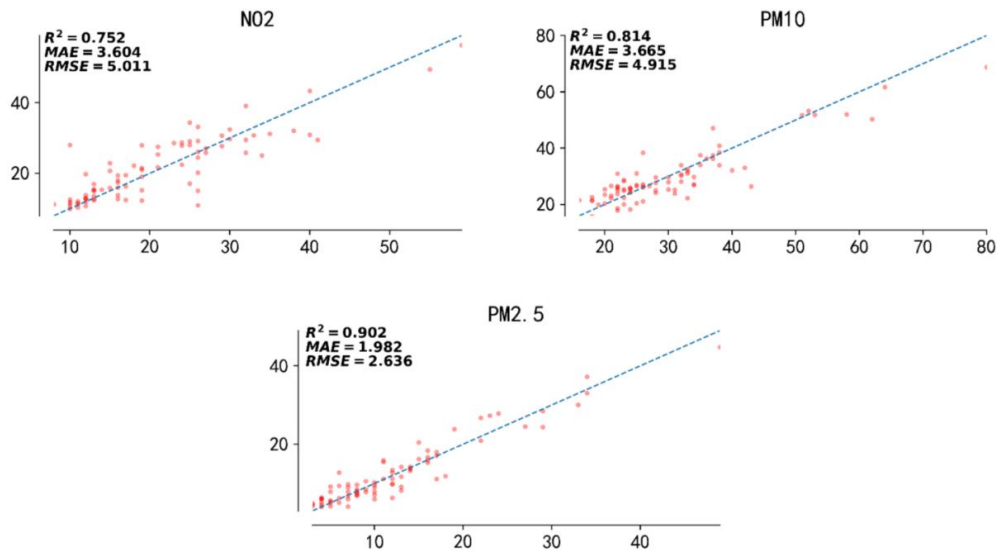 NO2
R² = 0.752
MAE = 3.604
RMSE = 5.011
40
20
10 20 30 40 50
PM10
R² = 0.814
MAE = 3.665
RMSE = 4.915
80
60
40
20
20 30 40 50 60 70 80
PM2.5
R² = 0.902
MAE = 1.982
RMSE = 2.636
40
20
10 20 30 40